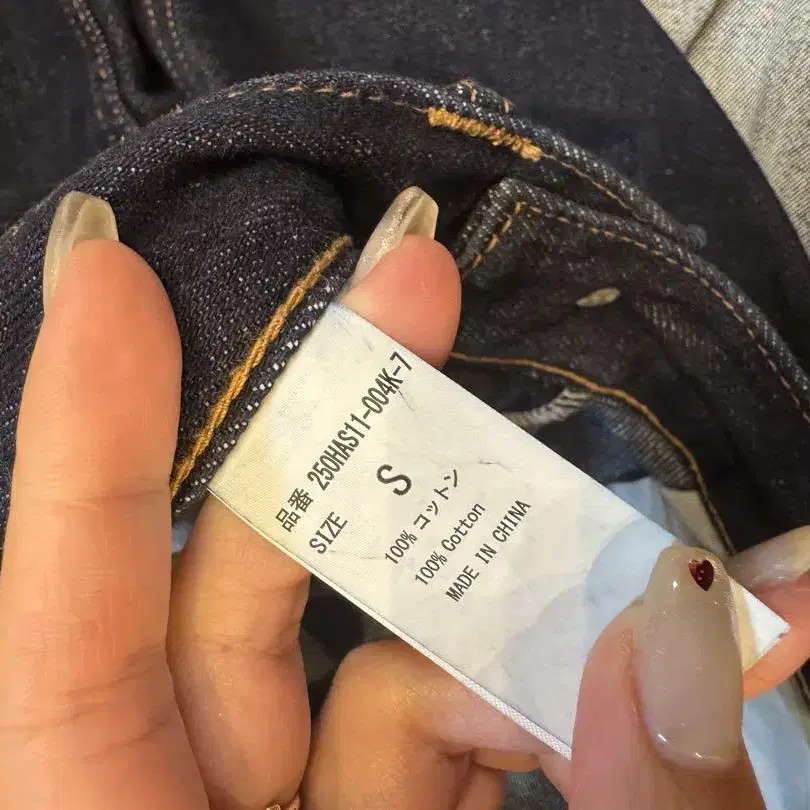 品番 250HAS11-004K-7
SIZE S
100% コットン
100% Cotton
MADE IN CHINA